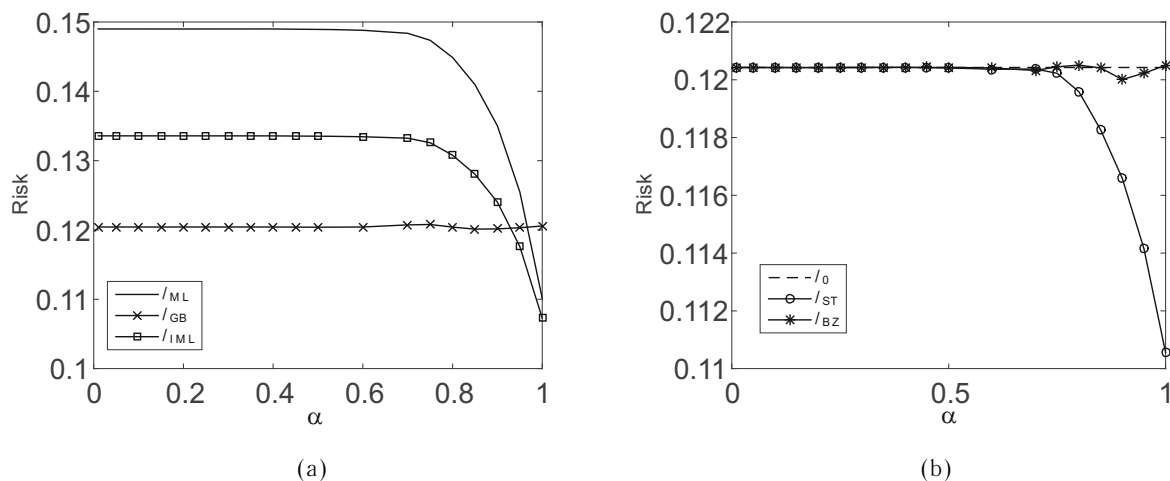 0.15
0.14
0.13
0.12
0.11
0.1
Risk
0 0.2 0.4 0.6 0.8 1
α
l ML
l GB
l IML
(a)
0.122
0.12
0.118
0.116
0.114
0.112
0.11
Risk
0 0.5 1
α
l 0
l ST
l BZ
(b)